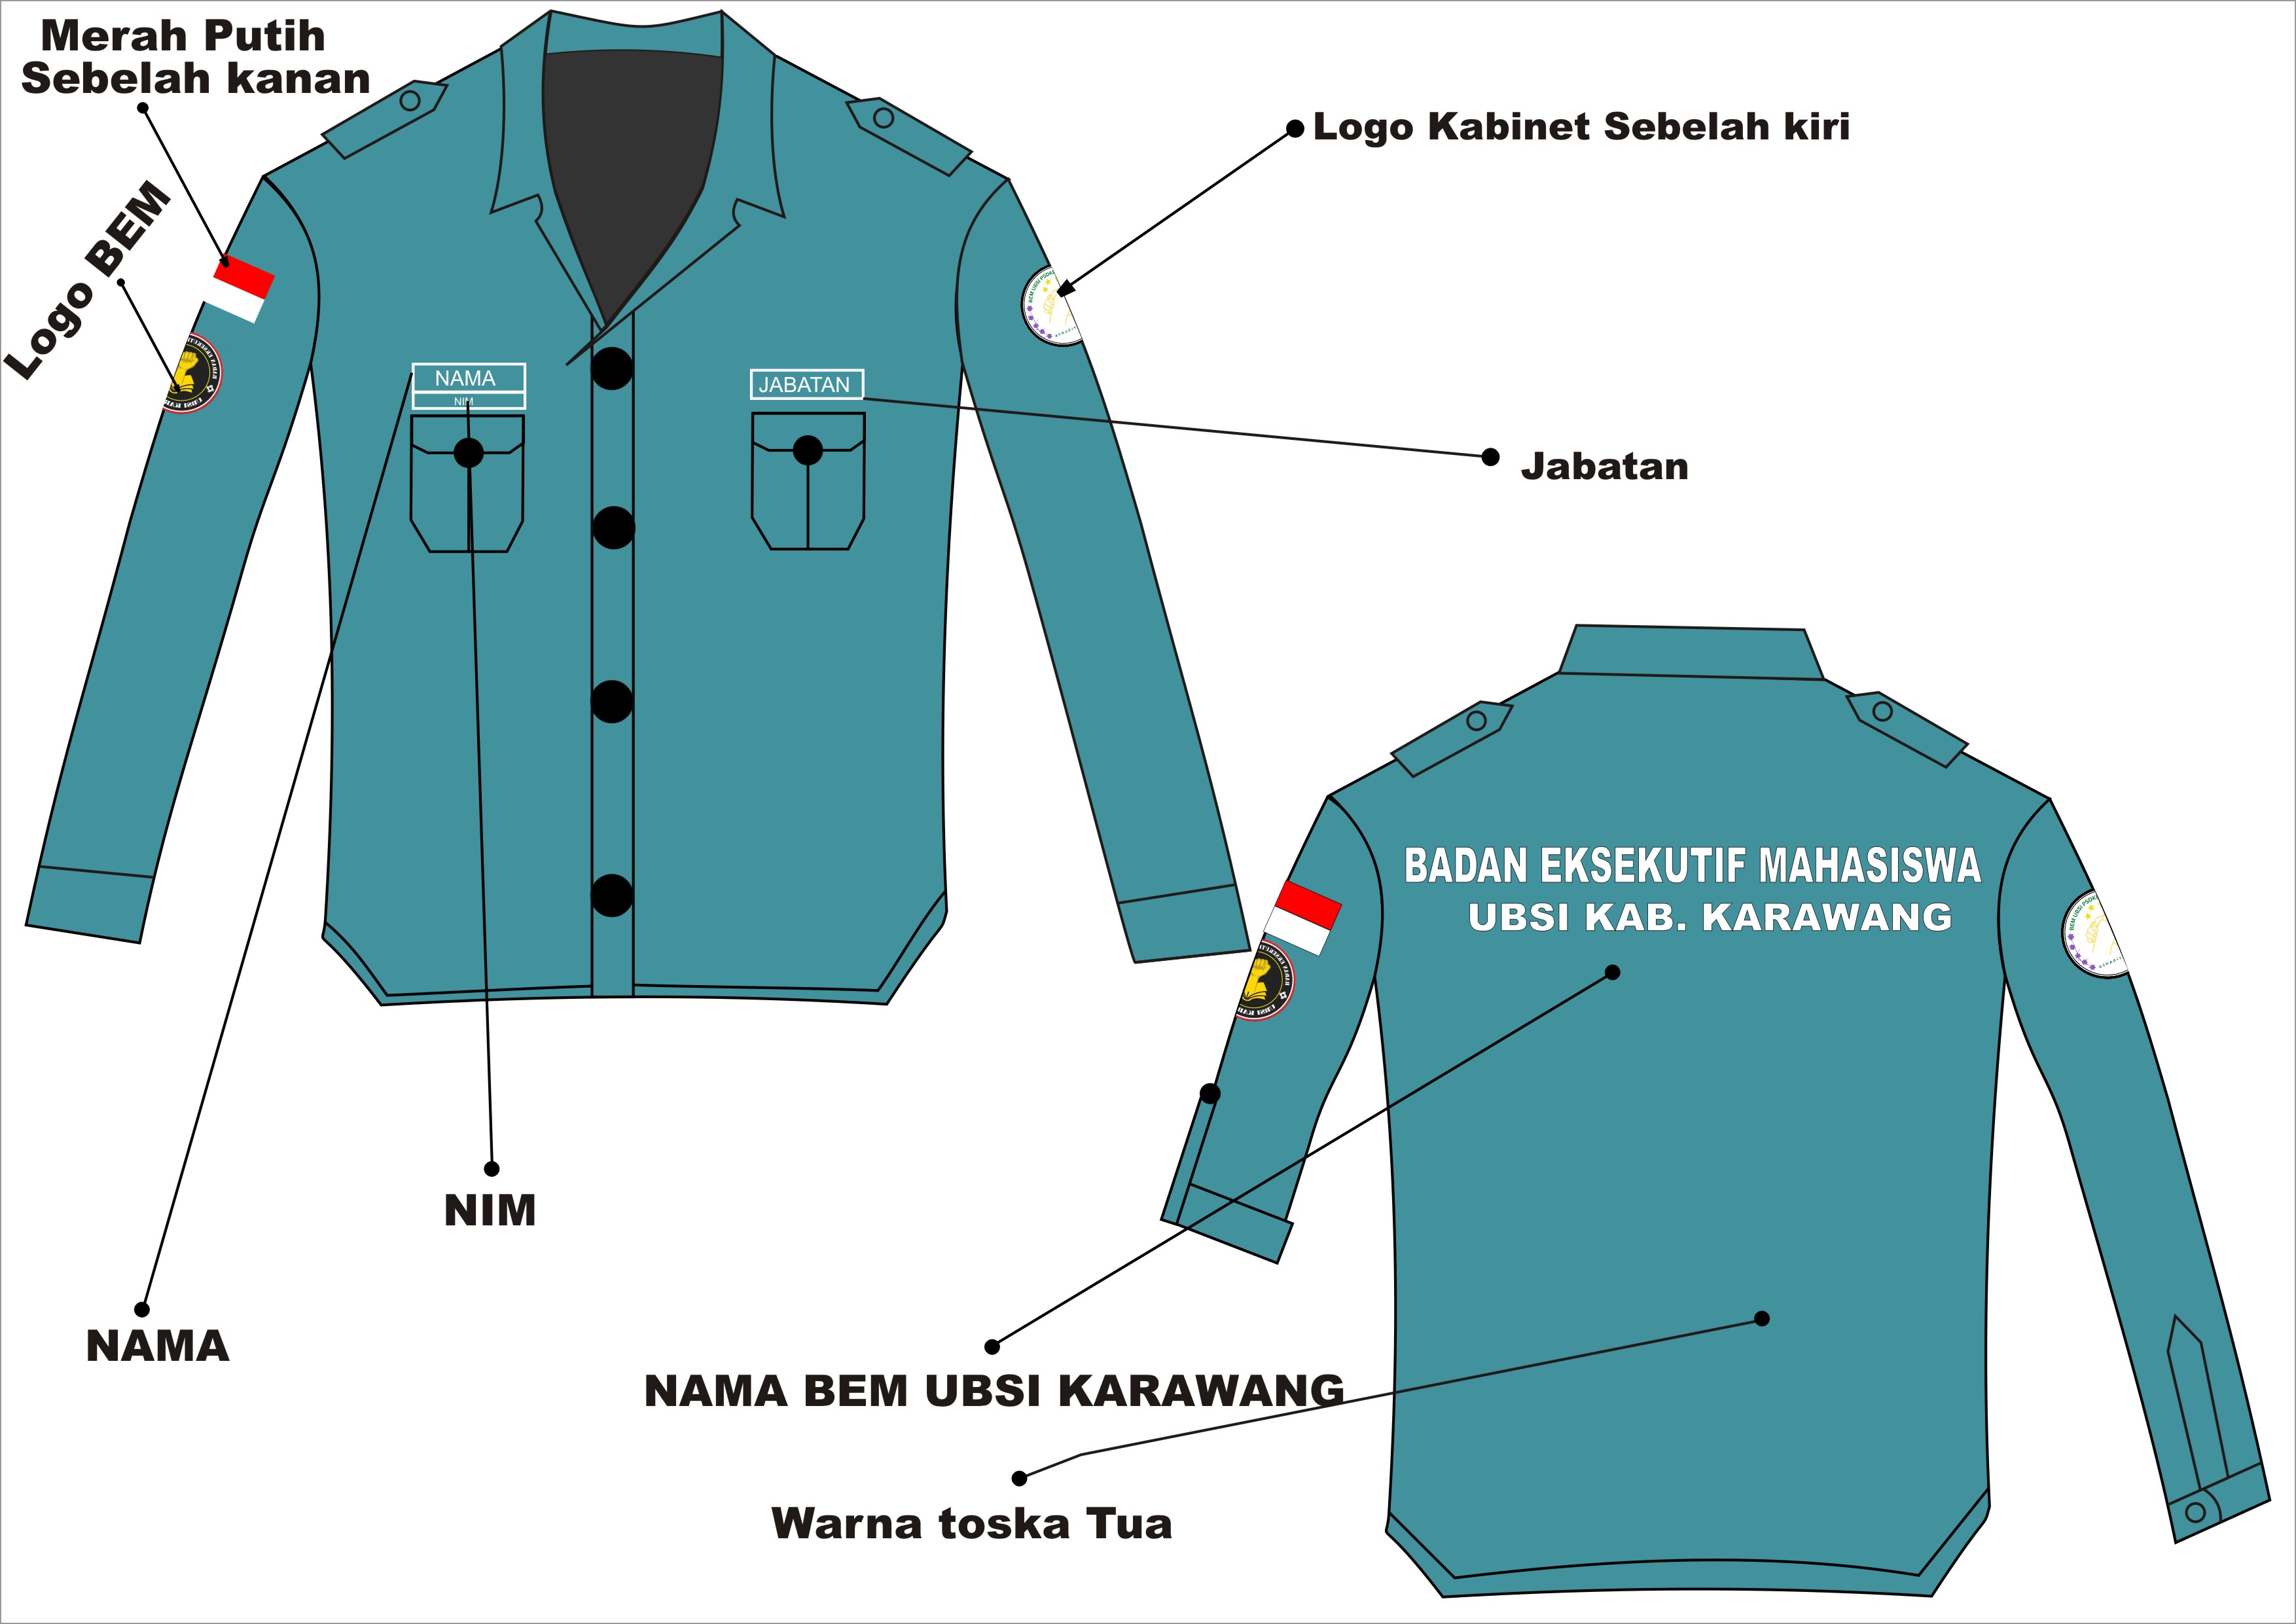 Merah Putih
Sebelah kanan
Logo BEM
Logo Kabinet Sebelah kiri
NAMA
NIM
JABATAN
Jabatan
BADAN EKSEKUTIF MAHASISWA
UBSI KAB. KARAWANG
NIM
NAMA
NAMA BEM UBSI KARAWANG
Warna toska Tua